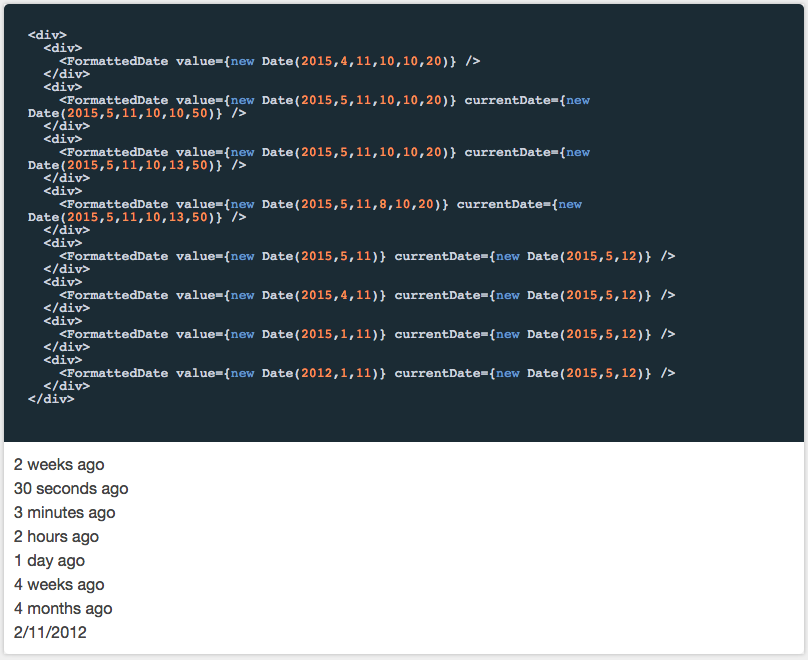 <div>
<div>
<FormattedDate value={new Date(2015,4,11,10,10,20)} />
</div>
<div>
<FormattedDate value={new Date(2015,5,11,10,10,20)} currentDate={new
Date(2015,5,11,10,10,50)} />
</div>
<div>
<FormattedDate value={new Date(2015,5,11,10,10,20)} currentDate={new
Date(2015,5,11,10,13,50)} />
</div>
<div>
<FormattedDate value={new Date(2015,5,11,8,10,20)} currentDate={new
Date(2015,5,11,10,13,50)} />
</div>
<div>
<FormattedDate value={new Date(2015,5,11)} currentDate={new Date(2015,5,12)} />
</div>
<div>
<FormattedDate value={new Date(2015,4,11)} currentDate={new Date(2015,5,12)} />
</div>
<div>
<FormattedDate value={new Date(2015,1,11)} currentDate={new Date(2015,5,12)} />
</div>
<div>
<FormattedDate value={new Date(2012,1,11)} currentDate={new Date(2015,5,12)} />
</div>
</div>
2 weeks ago
30 seconds ago
3 minutes ago
2 hours ago
1 day ago
4 weeks ago
4 months ago
2/11/2012